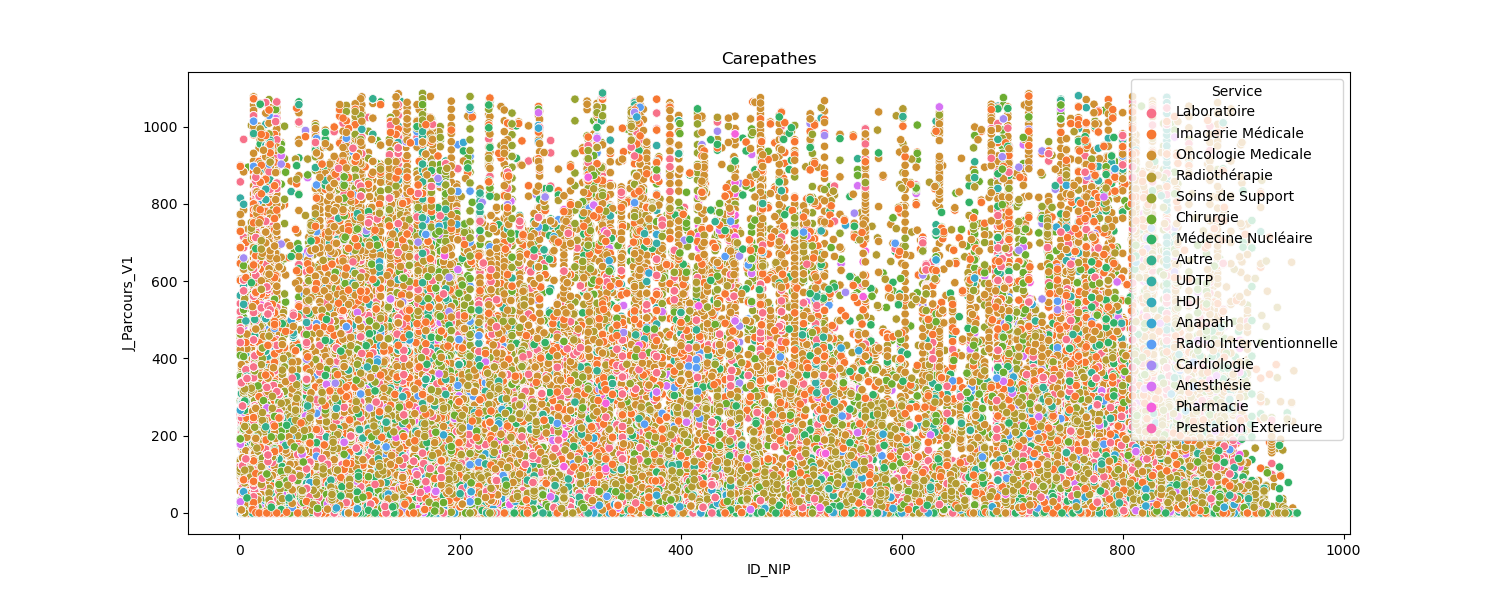 Carepathes
J_Parcours_V1
1000
800
600
400
200
0
0 200 400 600 800 1000
ID_NIP
Service
Laboratoire
Imagerie Médicale
Oncologie Medicale
Radiothérapie
Soins de Support
Chirurgie
Médecine Nucléaire
Autre
UDTP
HDJ
Anapath
Radio Interventionnelle
Cardiologie
Anesthésie
Pharmacie
Prestation Exterieure